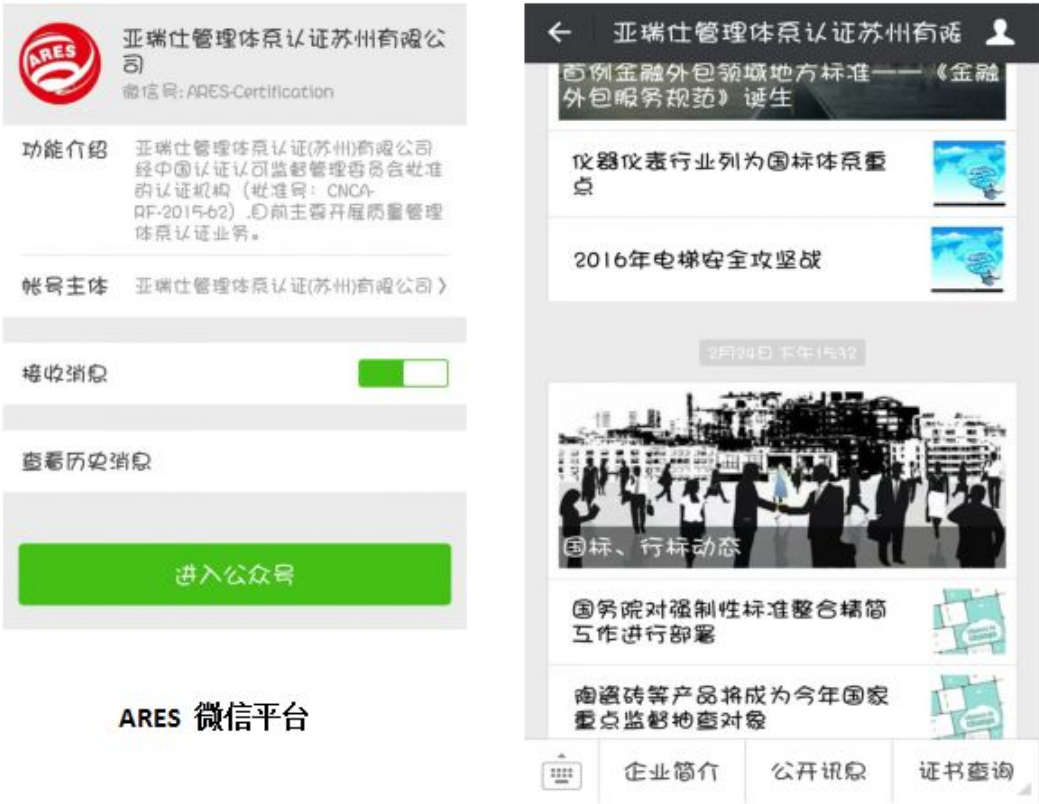 ARES
亚瑞仕管理体系认证苏州有限公
司
微信号: ARES-Certification
功能介绍
亚瑞仕管理体系认证(苏州)有限公司
经中国认证认可监督管理委员会批准
的认证机构（批准号：CNCA-
RF-2015-62）,目前主要开展质量管理
体系认证业务。
帐号主体
亚瑞仕管理体系认证(苏州)有限公司 》
接收消息
查看历史消息
进入公众号
ARES 微信平台
亚瑞仕管理体系认证苏州有限
首例金融外包领域地方标准——《金融
外包服务规范》诞生
仪器仪表行业列为国标体系重
点
2016年电梯安全攻坚战
2月24日 下午15:32
国标、行标动态
国务院对强制性标准整合精简
工作进行部署
陶瓷砖等产品将成为今年国家
重点监督抽查对象
企业简介
公开讯息
证书查询